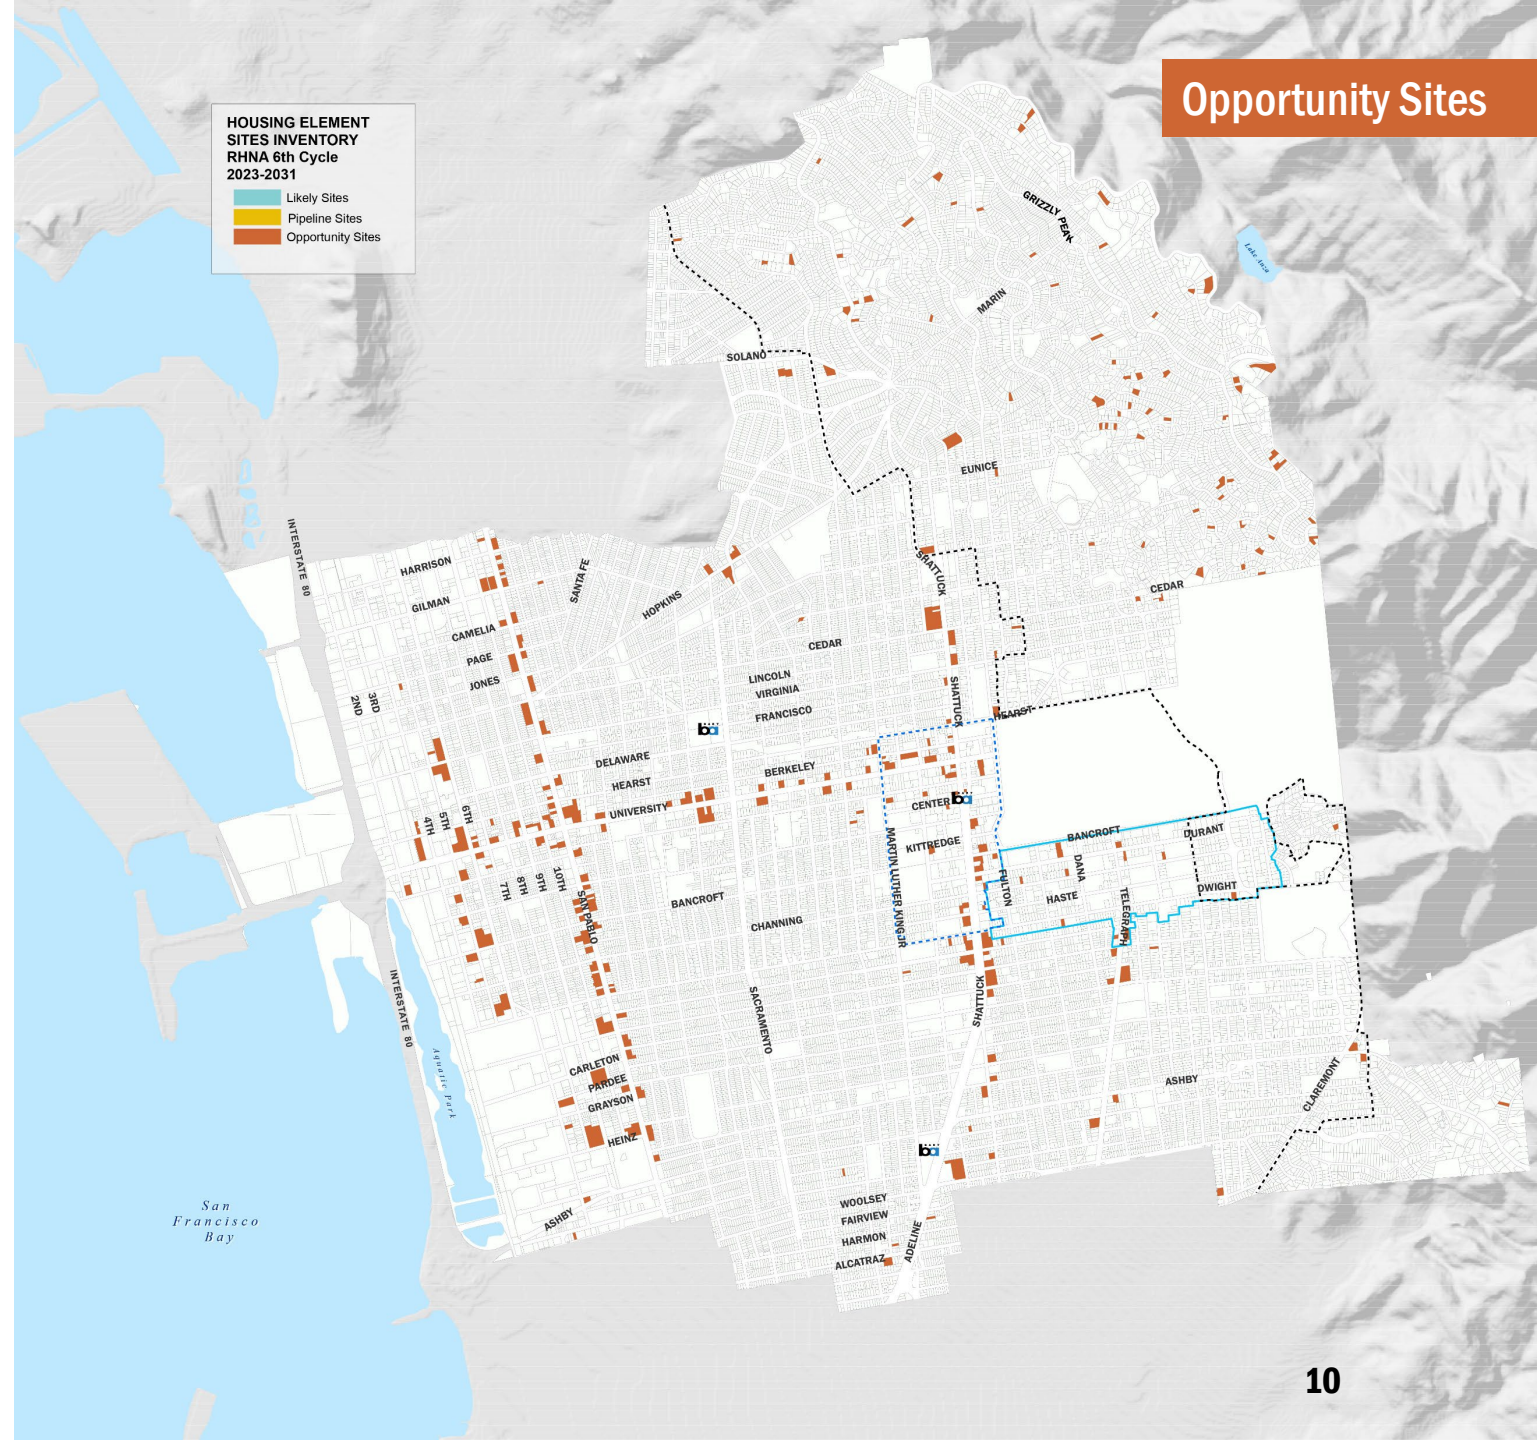 Opportunity Sites
HOUSING ELEMENT
SITES INVENTORY
RHNA 6th Cycle
2023-2031
Likely Sites
Pipeline Sites
Opportunity Sites
GRIZZLY PEAK
Lake Anza
MARIN
SOLANO
EUNICE
INTERSTATE 80
HARRISON
SANTA FE
SHATTUCK
GILMAN
HOPKINS
CEDAR
CAMELIA
CEDAR
PAGE
LINCOLN
JONES
VIRGINIA
SHATTUCK
2ND
3RD
FRANCISCO
HEARST
ba
DELAWARE
BERKELEY
HEARST
CENTER
ba
UNIVERSITY
4TH
5TH
6TH
BANCROFT
DURANT
KITTREDGE
MARTIN LUTHER KING JR
DANA
7TH
8TH
9TH
10TH
FULTON
DWIGHT
HASTE
BANCROFT
SAN PABLO
TELEGRAPH
CHANNING
INTERSTATE 80
SACRAMENTO
SHATTUCK
Aquatic Park
CARLETON
PARDEE
ASHBY
CLAREMONT
GRAYSON
HEINZ
ba
WOOLSEY
San
Francisco
Bay
ASHBY
FAIRVIEW
HARMON
ADELINE
ALCATRAZ
10